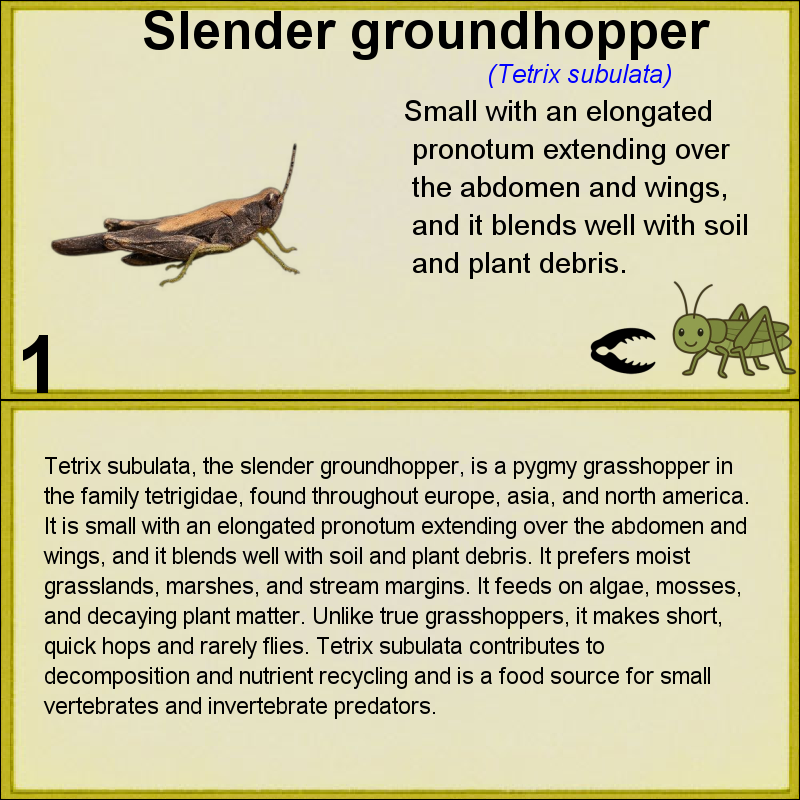 Slender groundhopper
(Tetrix subulata)
Small with an elongated
pronotum extending over
the abdomen and wings,
and it blends well with soil
and plant debris.
1
Tetrix subulata, the slender groundhopper, is a pygmy grasshopper in
the family tetrigidae, found throughout europe, asia, and north america.
It is small with an elongated pronotum extending over the abdomen and
wings, and it blends well with soil and plant debris. It prefers moist
grasslands, marshes, and stream margins. It feeds on algae, mosses,
and decaying plant matter. Unlike true grasshoppers, it makes short,
quick hops and rarely flies. Tetrix subulata contributes to
decomposition and nutrient recycling and is a food source for small
vertebrates and invertebrate predators.